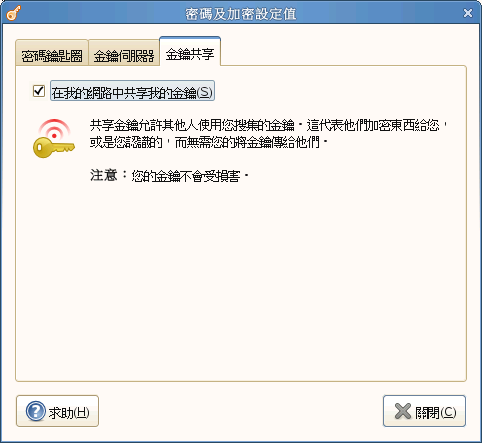 密碼及加密設定值
密碼鑰匙圈 金鑰伺服器 金鑰共享
在我的網路中共享我的金鑰(S)
共享金鑰允許其他人使用您搜集的金鑰。這代表他們加密東西給您，
或是您認識的，而無需您的將金鑰傳給他們。
注意：您的金鑰不會受損害。
求助(H) 關閉(C)